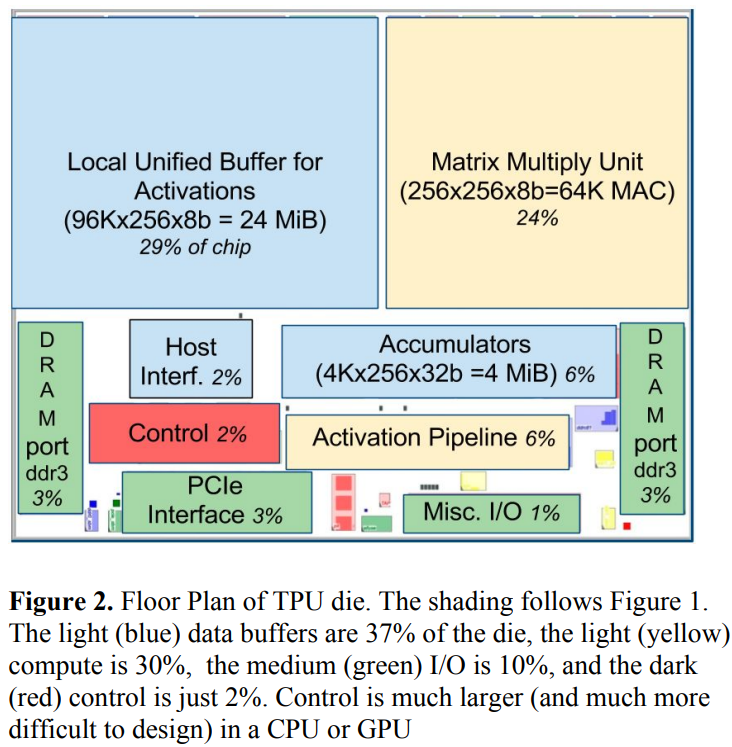 Local Unified Buffer for
Activations
(96Kx256x8b = 24 MiB)
29% of chip
Matrix Multiply Unit
(256x256x8b=64K MAC)
24%
D
R
A
M
port
ddr3
3%
Host
Interf. 2%
Accumulators
(4Kx256x32b =4 MiB) 6%
D
R
A
M
port
ddr3
3%
Control 2%
Activation Pipeline 6%
PCIe
Interface 3%
Misc. I/O 1%
Figure 2. Floor Plan of TPU die. The shading follows Figure 1.
The light (blue) data buffers are 37% of the die, the light (yellow)
compute is 30%,  the medium (green) I/O is 10%, and the dark
(red) control is just 2%. Control is much larger (and much more
difficult to design) in a CPU or GPU